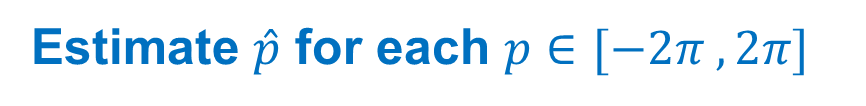 Estimate p̂ for each p ∈ [−2π , 2π]